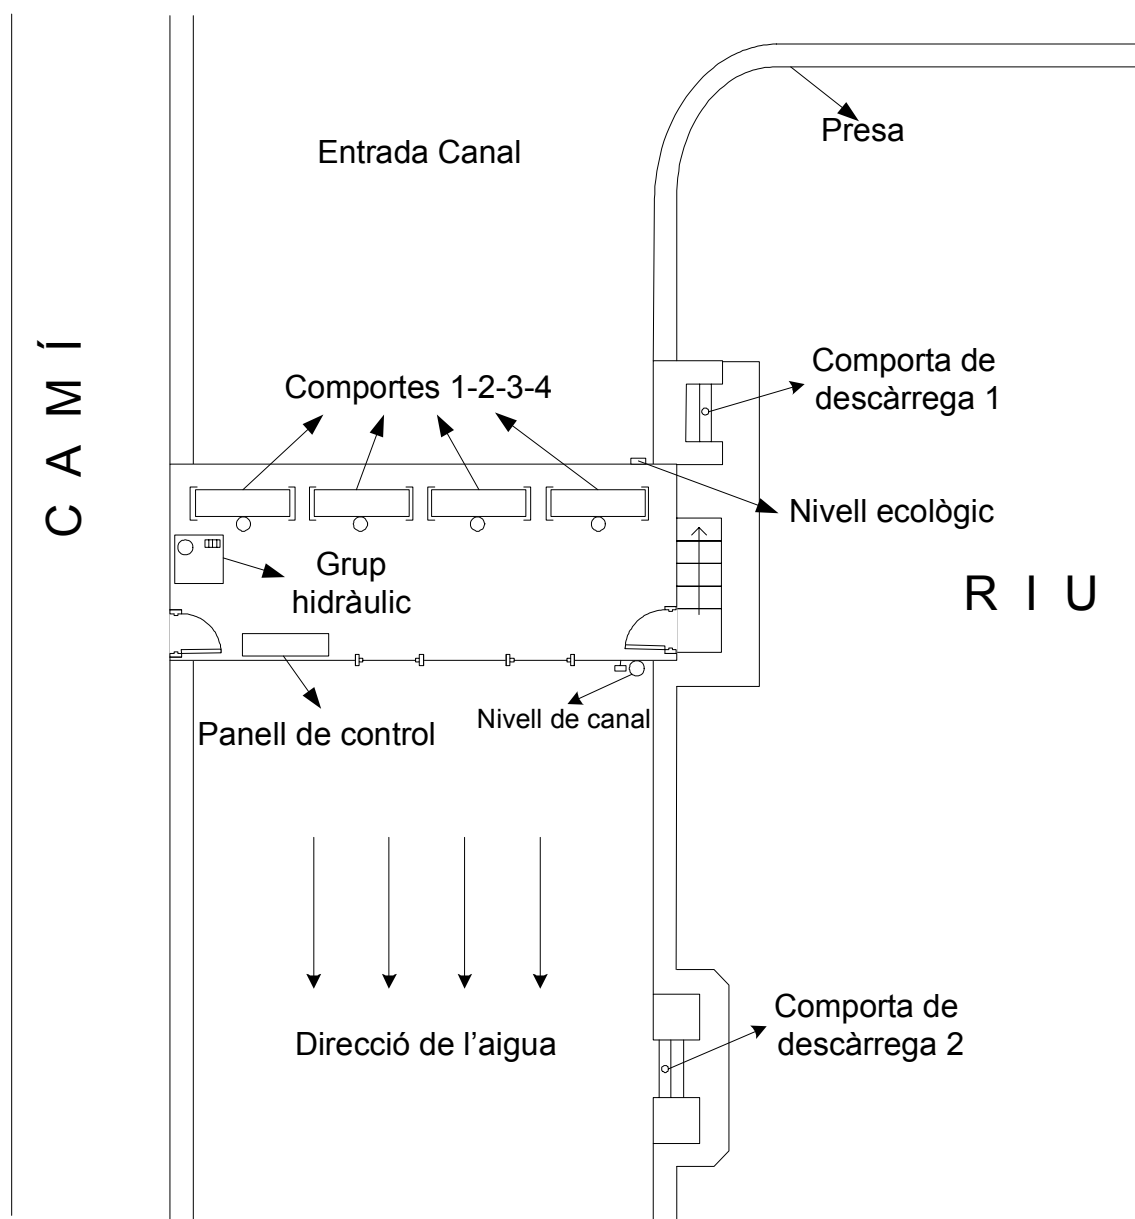 Presa
Entrada Canal
CAMÍ
Comporta de
descàrrega 1
Comportes 1-2-3-4
Nivell ecològic
Grup
hidràulic
R I U
Nivell de canal
Panell de control
Comporta de
descàrrega 2
Direcció de l’aigua